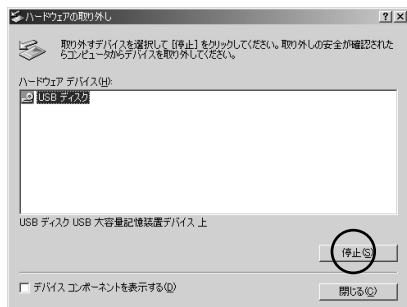 ハードウェアの取り外し
取り外すデバイスを選択して [停止] をクリックしてください。取り外しの安全が確認された
らコンピュータからデバイスを取り外してください。
ハードウェア デバイス(H):
USB ディスク
USB ディスク USB 大容量記憶装置デバイス 上
停止(S)
デバイス コンポーネントを表示する(D)
閉じる(C)